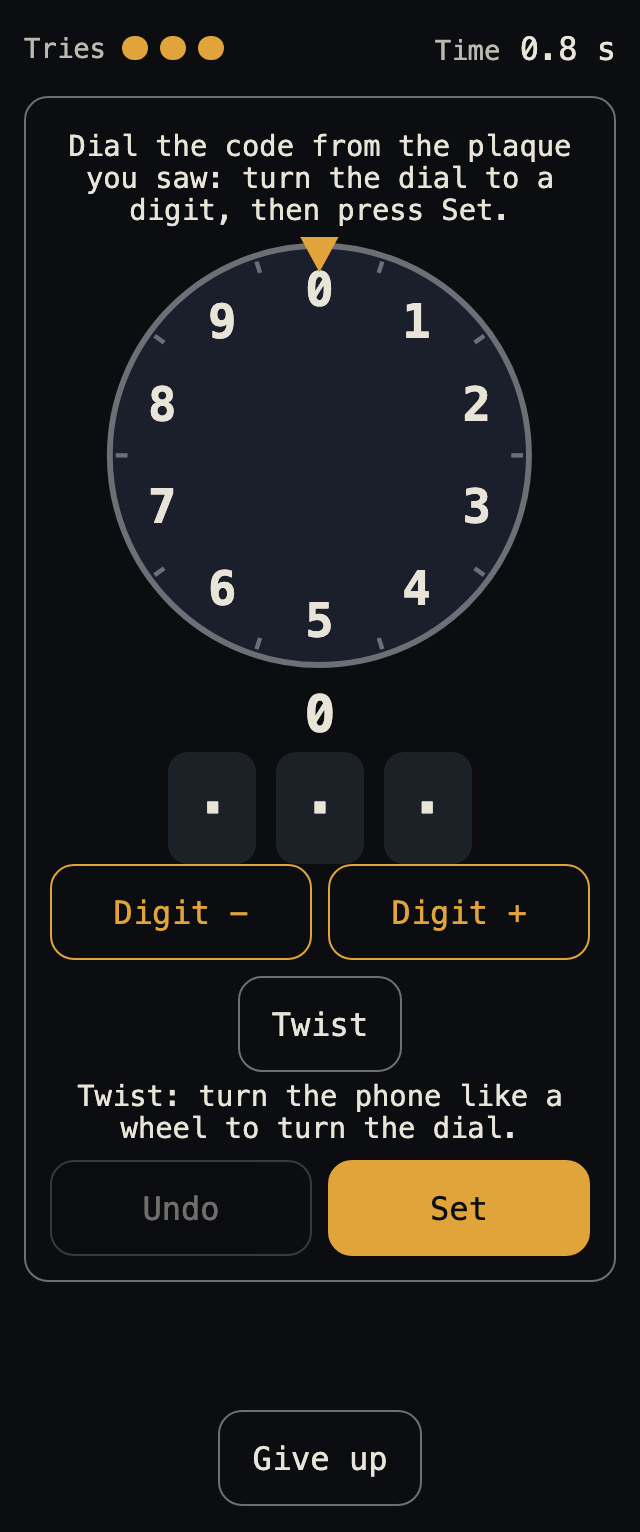 Tries Time 0.8 s
Dial the code from the plaque
you saw: turn the dial to a
digit, then press Set.
0
9 1
8 2
7 3
6 4
5
0
Digit − Digit +
Twist
Twist: turn the phone like a
wheel to turn the dial.
Undo Set
Give up